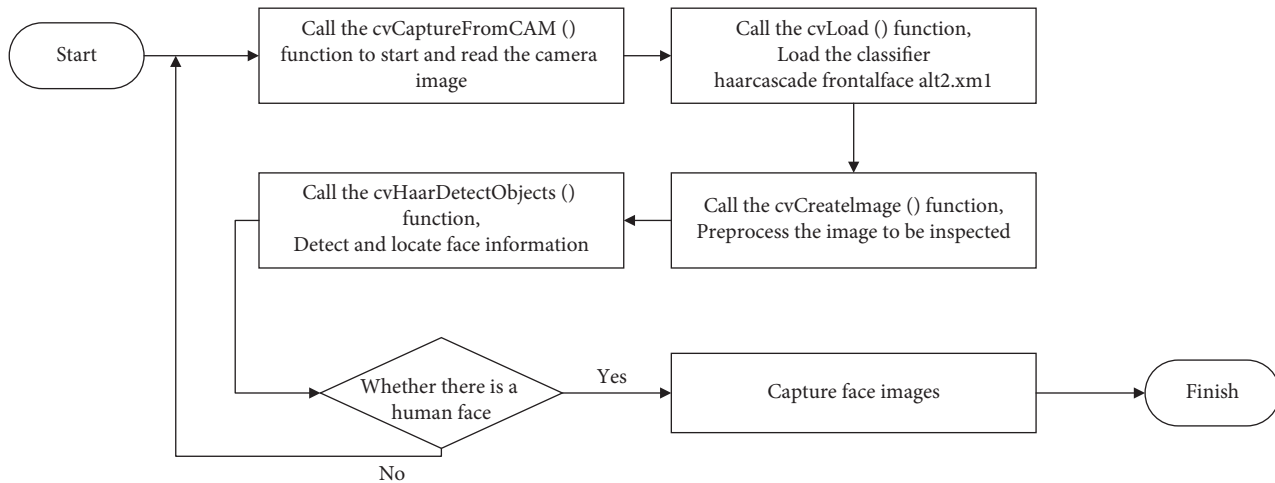 Start
Call the cvCaptureFromCAM ()
function to start and read the camera
image
Call the cvLoad () function,
Load the classifier
haarcascade frontalface alt2.xm1
Call the cvHaarDetectObjects ()
function,
Detect and locate face information
Call the cvCreatelmage () function,
Preprocess the image to be inspected
Whether there is a
human face
Yes
Capture face images
Finish
No